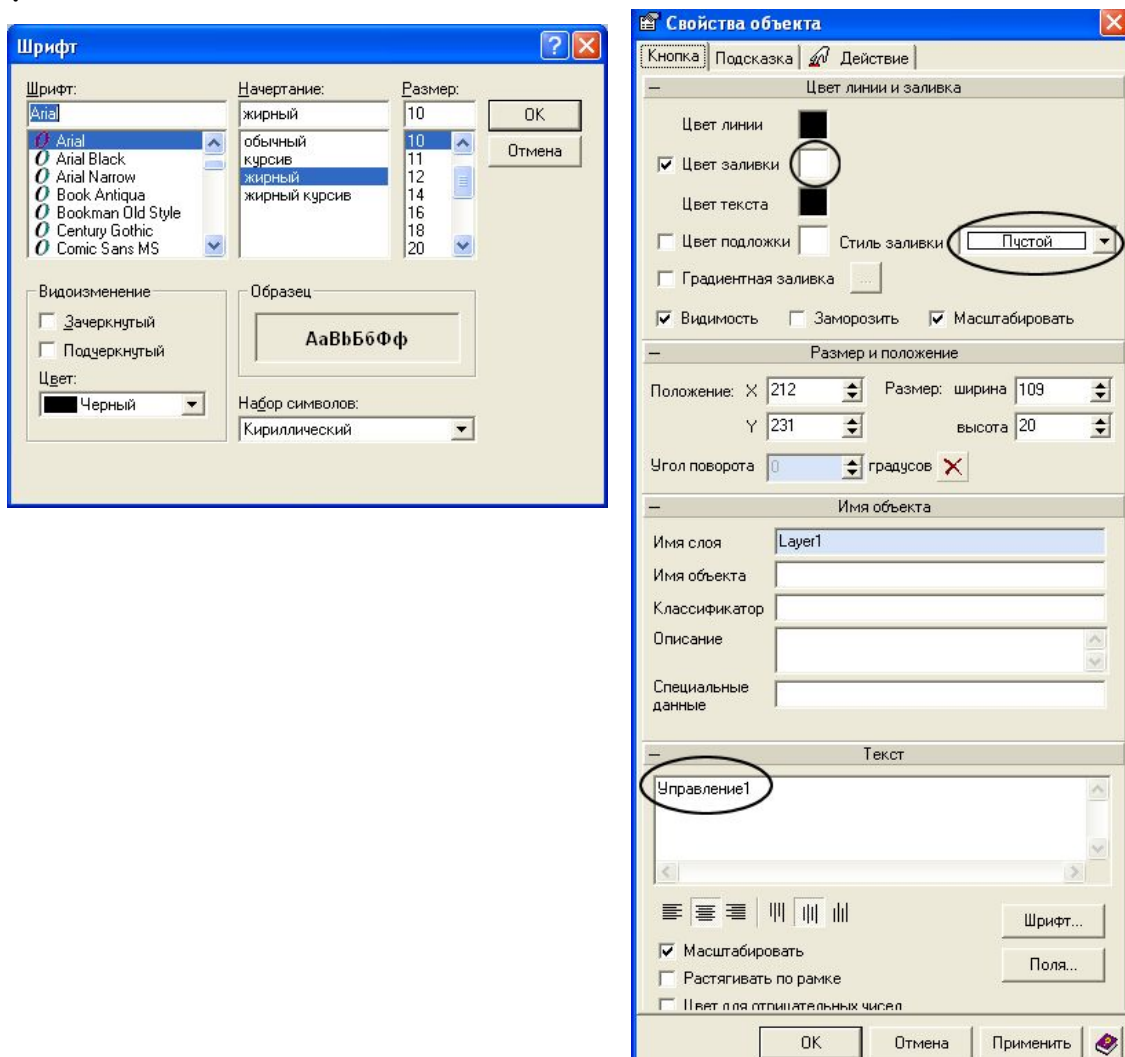 Шрифт
Шрифт:
Начертание:
Размер:
Arial
жирный
10
OK
Отмена
Arial
Arial Black
Arial Narrow
Book Antiqua
Bookman Old Style
Century Gothic
Comic Sans MS
обычный
курсив
жирный
жирный курсив
10
11
12
14
16
18
20
Видоизменение
Зачеркнутый
Подчеркнутый
Цвет:
Черный
Образец
АаВbБбФф
Набор символов:
Кириллический
Свойства объекта
Кнопка Подсказка Действие
Цвет линии и заливка
Цвет линии
Цвет заливки
Цвет текста
Цвет подложки Стиль заливки Пустой
Градиентная заливка ...
Видимость Заморозить Масштабировать
Размер и положение
Положение: X 212 Размер: ширина 109
Y 231 высота 20
Угол поворота 0 градусов
Имя объекта
Имя слоя Layer1
Имя объекта
Классификатор
Описание
Специальные
данные
Текст
Управление1
Шрифт...
Масштабировать
Поля...
Растягивать по рамке
Цвет для отрицательных чисел
OK Отмена Применить